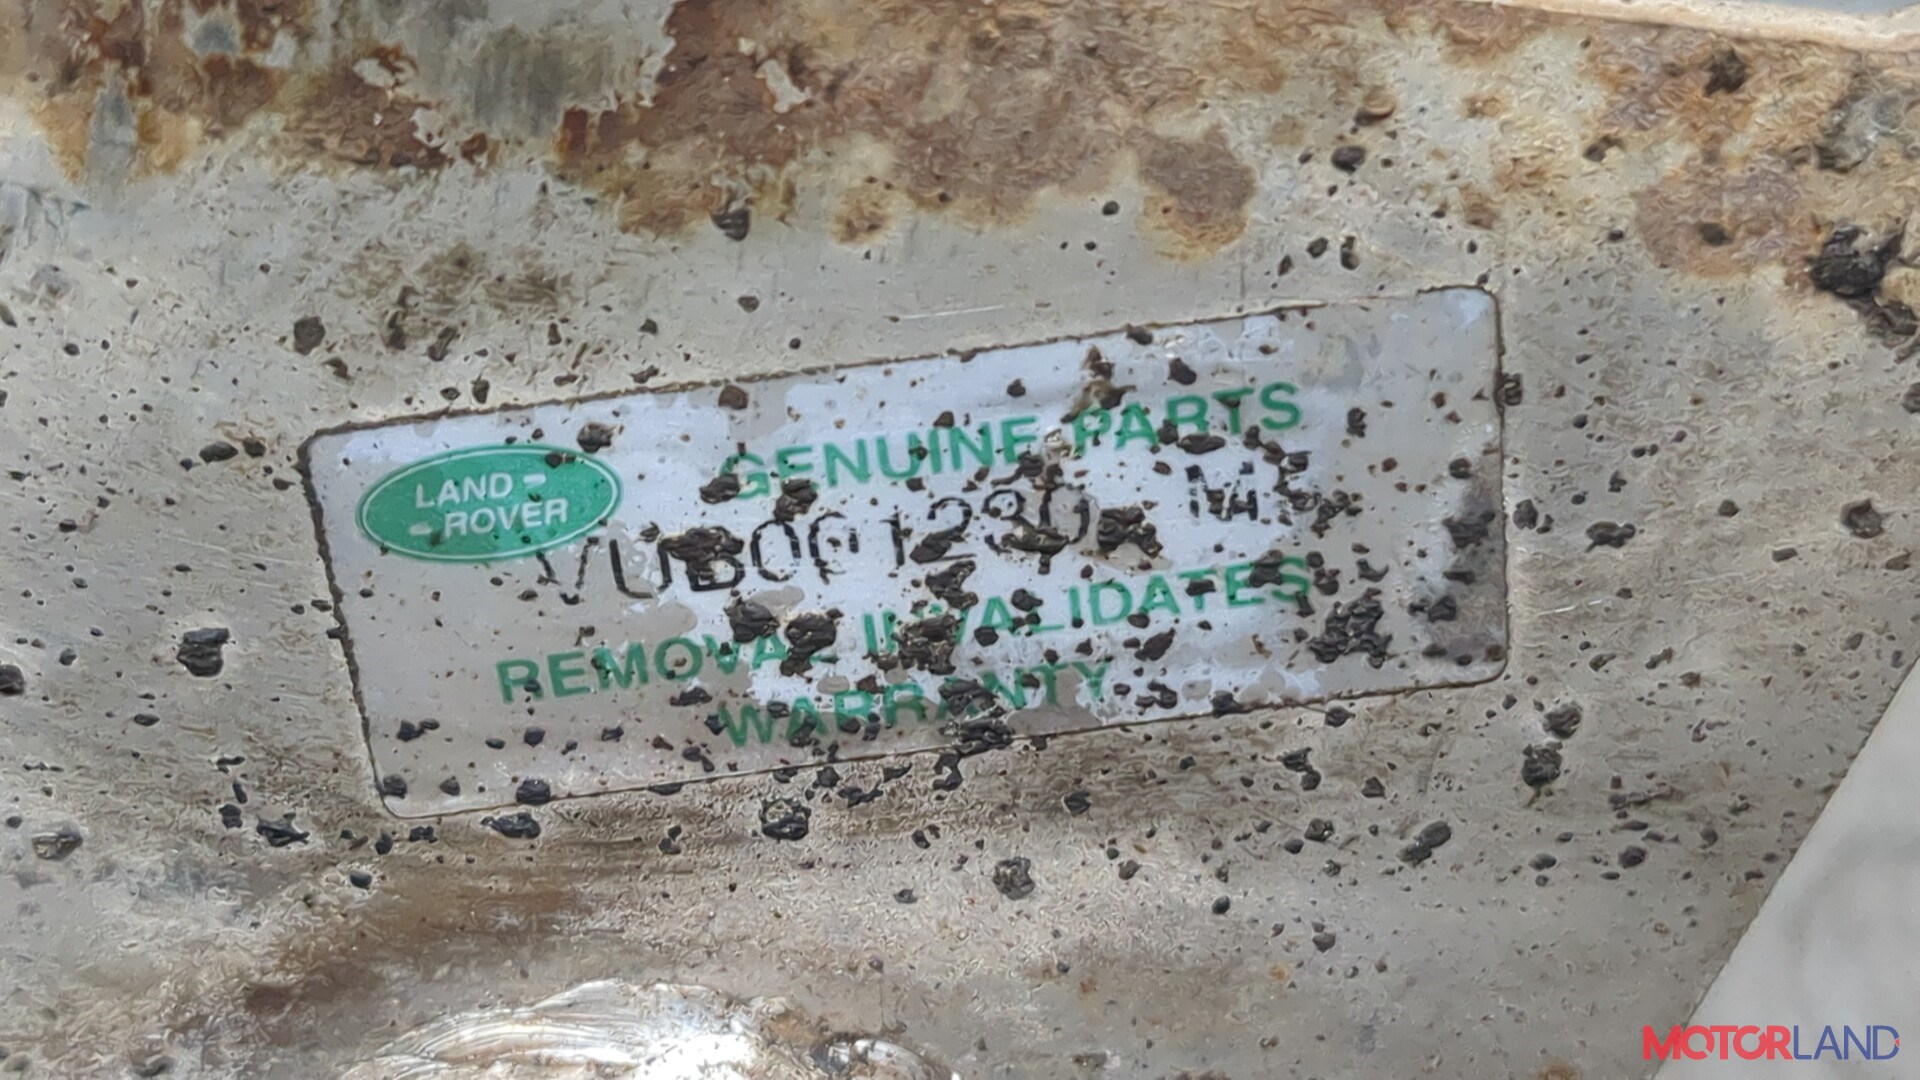 LAND-
-ROVER
GENUINE PARTS
REMOVAL INVALIDATES
WARRANTY
MOTORLAND